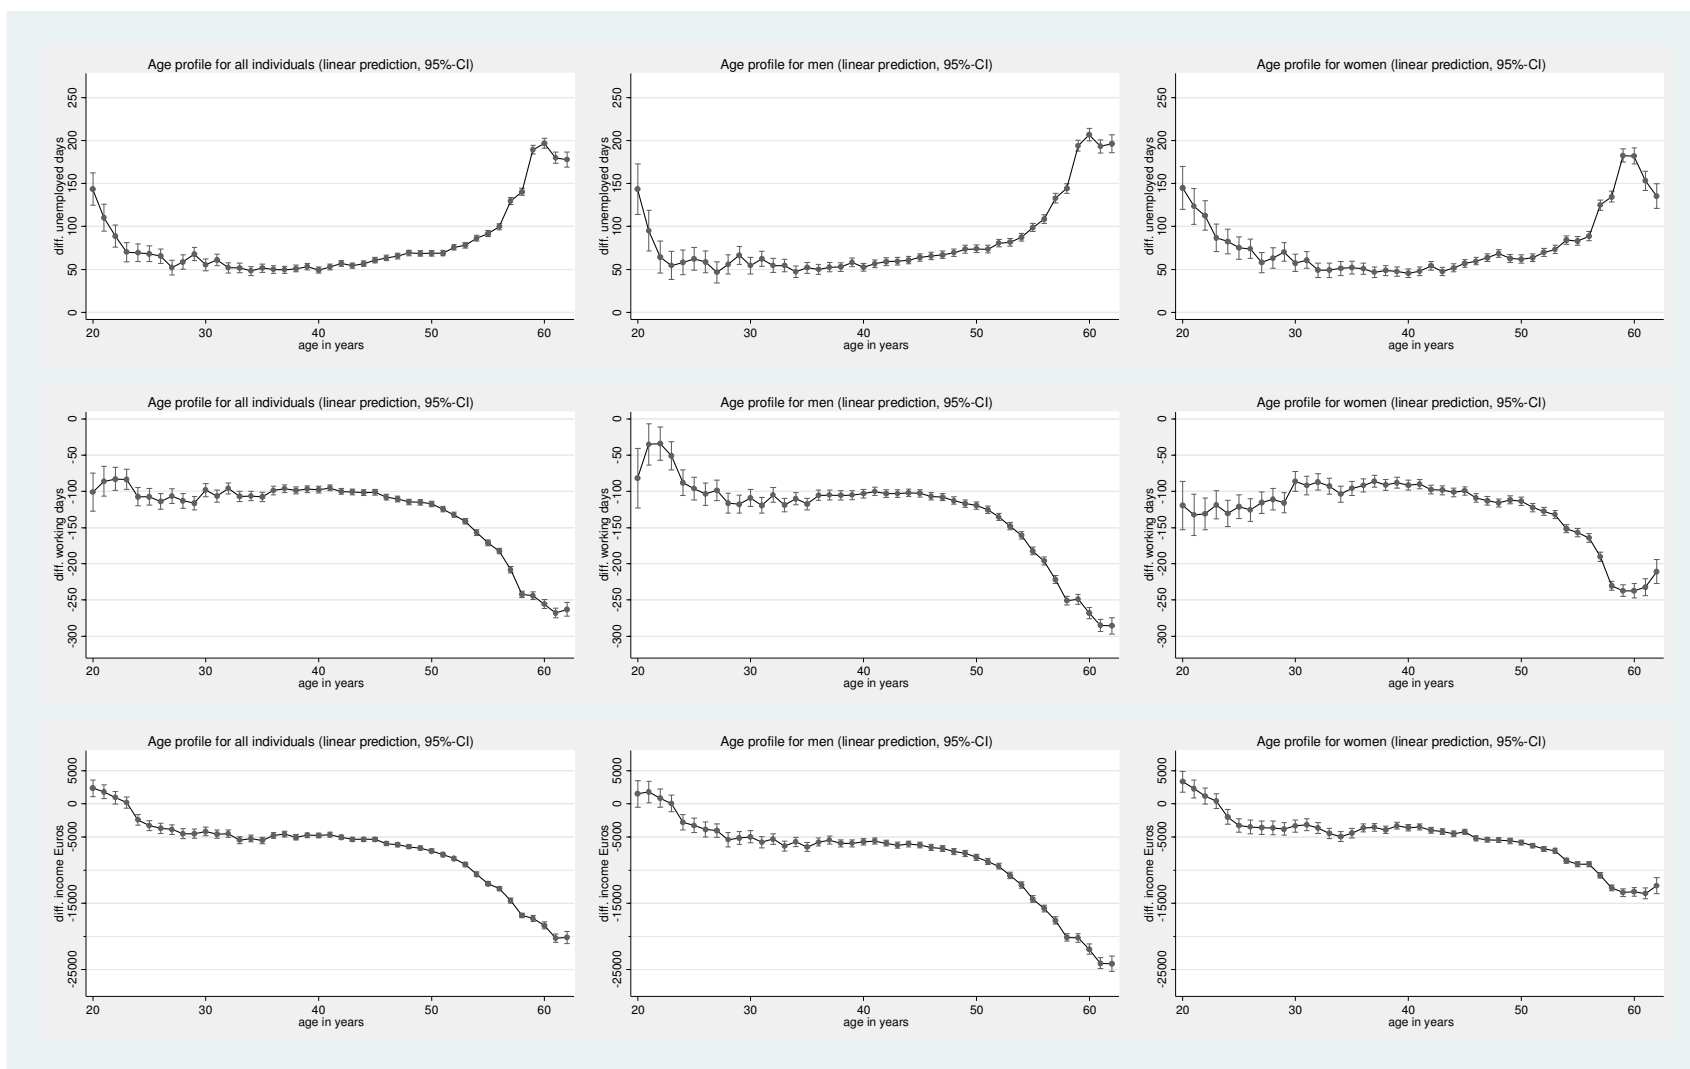 Age profile for all individuals (linear prediction, 95%-CI)
diff. unemployed days
250
200
150
100
50
0
20 30 40 50 60
age in years
Age profile for men (linear prediction, 95%-CI)
diff. unemployed days
250
200
150
100
50
0
20 30 40 50 60
age in years
Age profile for women (linear prediction, 95%-CI)
diff. unemployed days
250
200
150
100
50
0
20 30 40 50 60
age in years
Age profile for all individuals (linear prediction, 95%-CI)
diff. working days
0
-50
-100
-150
-200
-250
-300
20 30 40 50 60
age in years
Age profile for men (linear prediction, 95%-CI)
diff. working days
0
-50
-100
-150
-200
-250
-300
20 30 40 50 60
age in years
Age profile for women (linear prediction, 95%-CI)
diff. working days
0
-50
-100
-150
-200
-250
-300
20 30 40 50 60
age in years
Age profile for all individuals (linear prediction, 95%-CI)
diff. income Euros
5000
0
-5000
-15000
-25000
20 30 40 50 60
age in years
Age profile for men (linear prediction, 95%-CI)
diff. income Euros
5000
0
-5000
-15000
-25000
20 30 40 50 60
age in years
Age profile for women (linear prediction, 95%-CI)
diff. income Euros
5000
0
-5000
-15000
-25000
20 30 40 50 60
age in years